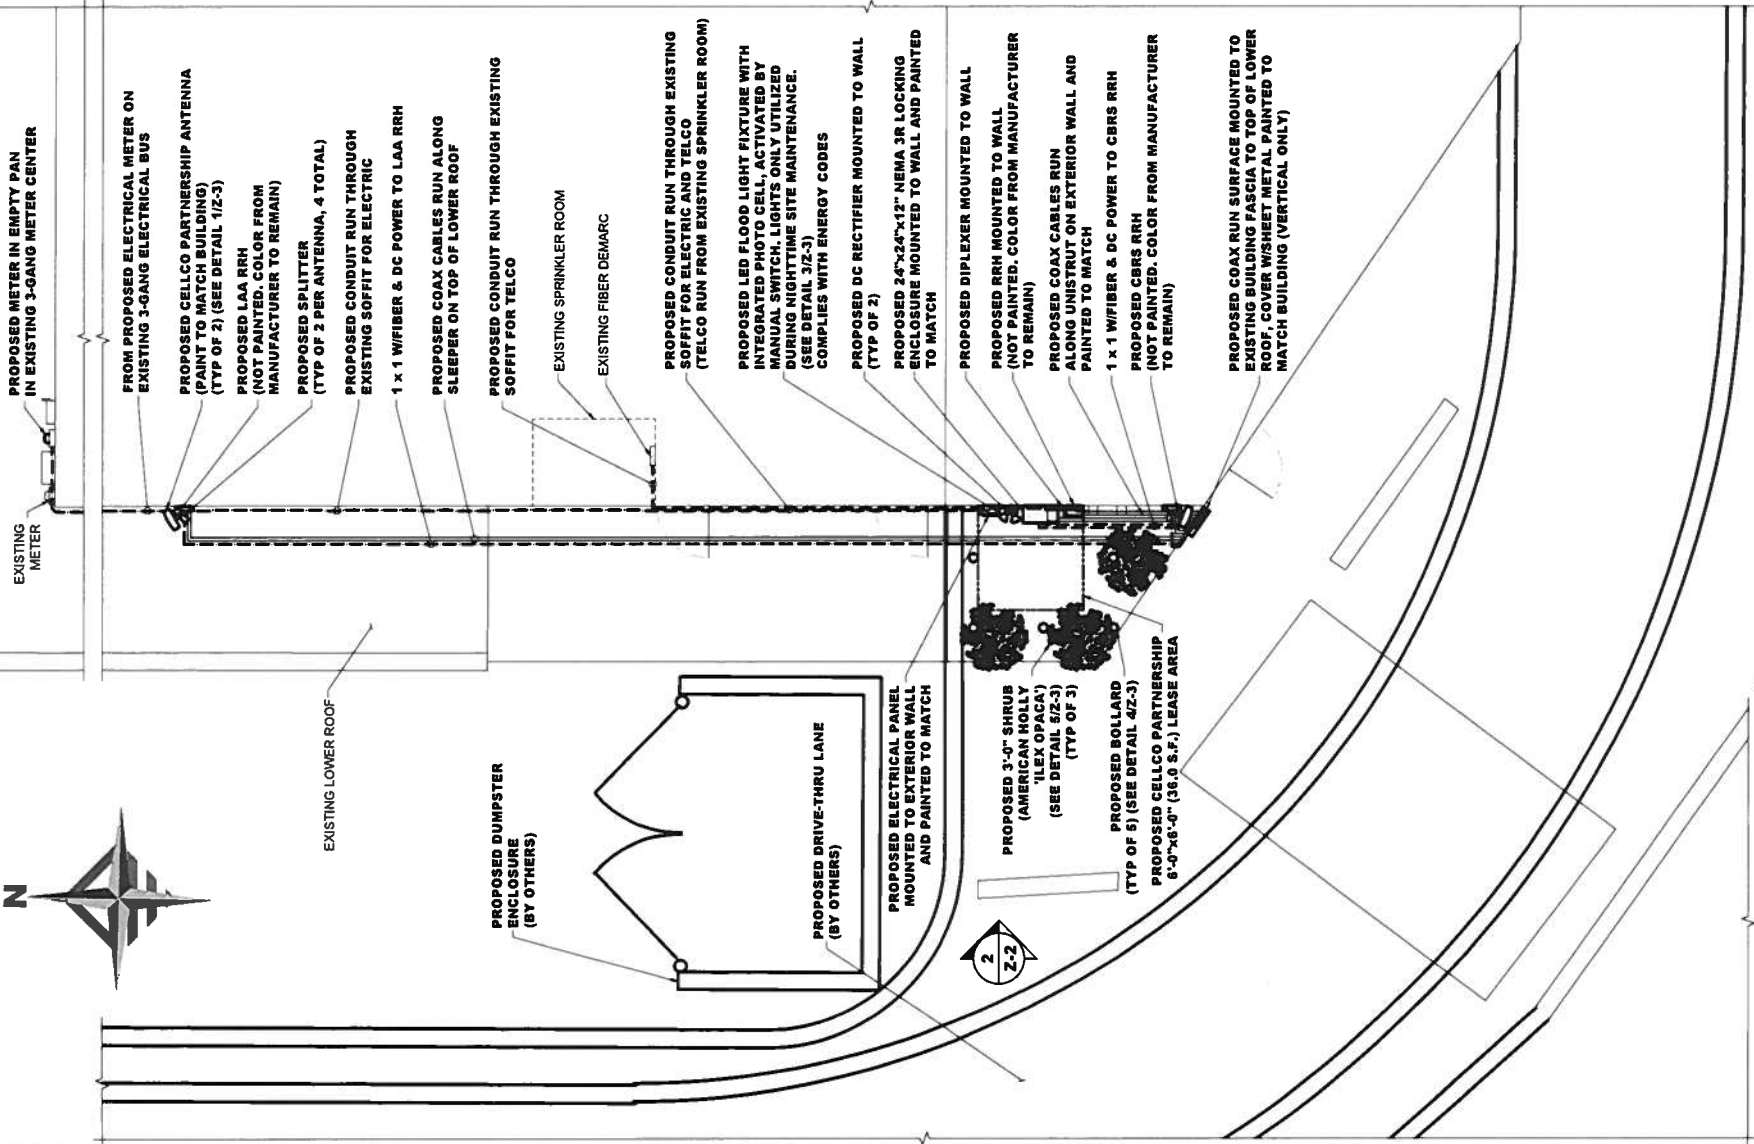 PROPOSED METER IN EMPTY PAN
IN EXISTING 3-GANG METER CENTER
EXISTING
METER
FROM PROPOSED ELECTRICAL METER ON
EXISTING 3-GANG ELECTRICAL BUS
PROPOSED CELLCO PARTNERSHIP ANTENNA
(PAINT TO MATCH BUILDING)
(TYP OF 2) (SEE DETAIL 1/Z-3)
PROPOSED LAA RRH
(NOT PAINTED. COLOR FROM
MANUFACTURER TO REMAIN)
PROPOSED SPLITTER
(TYP OF 2 PER ANTENNA, 4 TOTAL)
PROPOSED CONDUIT RUN THROUGH
EXISTING SOFFIT FOR ELECTRIC
1 x 1 W/FIBER & DC POWER TO LAA RRH
PROPOSED COAX CABLES RUN ALONG
SLEEPER ON TOP OF LOWER ROOF
PROPOSED CONDUIT RUN THROUGH EXISTING
SOFFIT FOR TELCO
EXISTING SPRINKLER ROOM
EXISTING FIBER DEMARC
PROPOSED CONDUIT RUN THROUGH EXISTING
SOFFIT FOR ELECTRIC AND TELCO
(TELCO RUN FROM EXISTING SPRINKLER ROOM)
PROPOSED LED FLOOD LIGHT FIXTURE WITH
INTEGRATED PHOTO CELL, ACTIVATED BY
MANUAL SWITCH. LIGHTS ONLY UTILIZED
DURING NIGHTTIME SITE MAINTENANCE.
(SEE DETAIL 3/Z-3)
COMPLIES WITH ENERGY CODES
PROPOSED DC RECTIFIER MOUNTED TO WALL
(TYP OF 2)
PROPOSED 24"x24"x12" NEMA 3R LOCKING
ENCLOSURE MOUNTED TO WALL AND PAINTED
TO MATCH
PROPOSED DIPLEXER MOUNTED TO WALL
PROPOSED RRH MOUNTED TO WALL
(NOT PAINTED. COLOR FROM MANUFACTURER
TO REMAIN)
PROPOSED COAX CABLES RUN
ALONG UNISTRUT ON EXTERIOR WALL AND
PAINTED TO MATCH
1 x 1 W/FIBER & DC POWER TO CBRS RRH
PROPOSED CBRS RRH
(NOT PAINTED. COLOR FROM MANUFACTURER
TO REMAIN)
PROPOSED COAX RUN SURFACE MOUNTED TO
EXISTING BUILDING FASCIA TO TOP OF LOWER
ROOF, COVER W/SHEET METAL PAINTED TO
MATCH BUILDING (VERTICAL ONLY)
N
EXISTING LOWER ROOF
PROPOSED DUMPSTER
ENCLOSURE
(BY OTHERS)
PROPOSED DRIVE-THRU LANE
(BY OTHERS)
PROPOSED ELECTRICAL PANEL
MOUNTED TO EXTERIOR WALL
AND PAINTED TO MATCH
2
Z-2
PROPOSED 3'-0" SHRUB
(AMERICAN HOLLY
'ILEX OPACA')
(SEE DETAIL 5/Z-3)
(TYP OF 3)
PROPOSED BOLLARD
(TYP OF 5) (SEE DETAIL 4/Z-3)
PROPOSED CELLCO PARTNERSHIP
6'-0"x6'-0" (36.0 S.F.) LEASE AREA